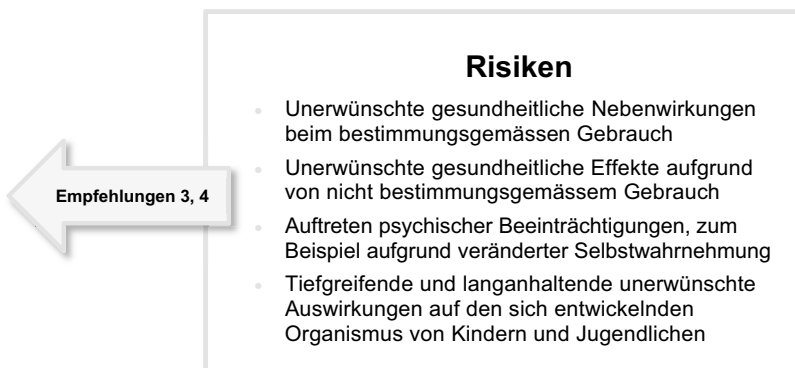 Risiken
Unerwünschte gesundheitliche Nebenwirkungen
beim bestimmungsgemässen Gebrauch
Unerwünschte gesundheitliche Effekte aufgrund
von nicht bestimmungsgemässem Gebrauch
Empfehlungen 3, 4
Auftreten psychischer Beeinträchtigungen, zum
Beispiel aufgrund veränderter Selbstwahrnehmung
Tiefgreifende und langanhaltende unerwünschte
Auswirkungen auf den sich entwickelnden
Organismus von Kindern und Jugendlichen